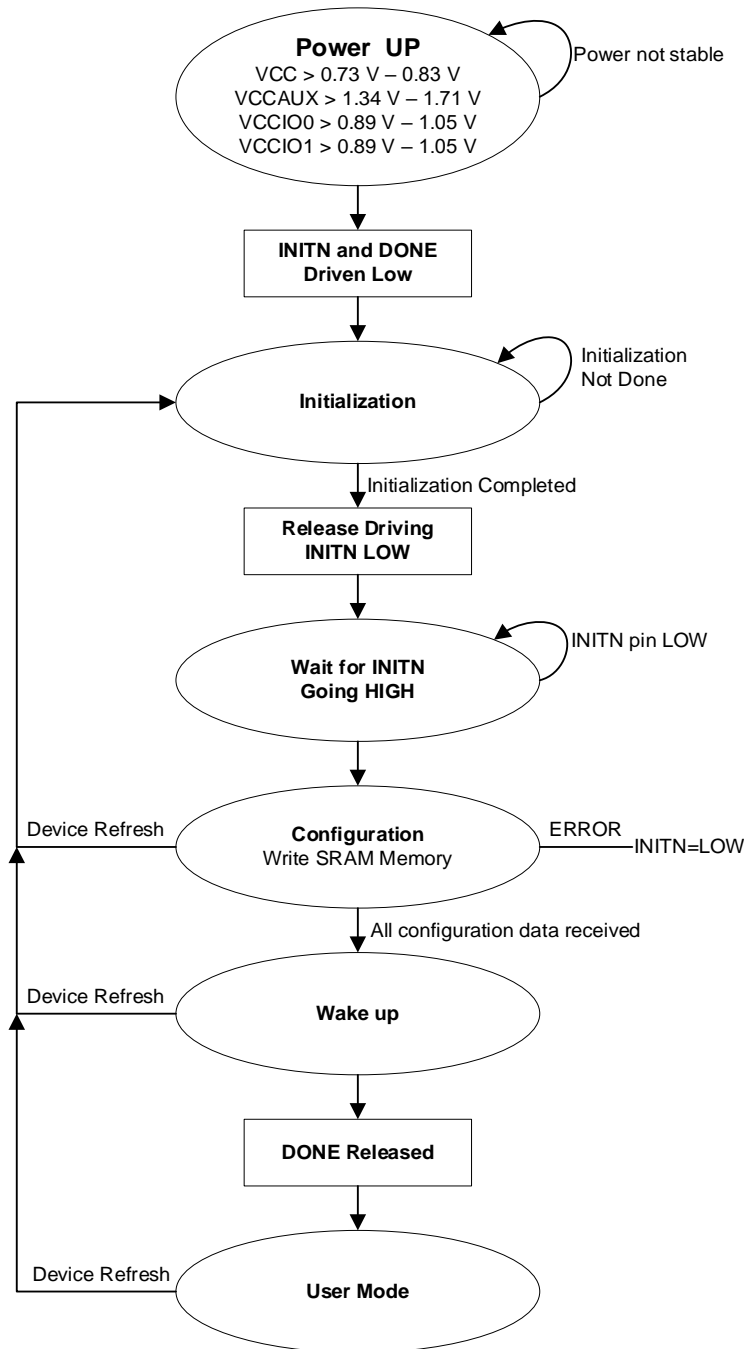 Power UP
VCC > 0.73 V – 0.83 V
VCCAUX > 1.34 V – 1.71 V
VCCIO0 > 0.89 V – 1.05 V
VCCIO1 > 0.89 V – 1.05 V
Power not stable
INITN and DONE
Driven Low
Initialization
Initialization
Not Done
Initialization Completed
Release Driving
INITN LOW
Wait for INITN
Going HIGH
INITN pin LOW
Device Refresh
Configuration
Write SRAM Memory
ERROR
INITN=LOW
All configuration data received
Device Refresh
Wake up
DONE Released
Device Refresh
User Mode